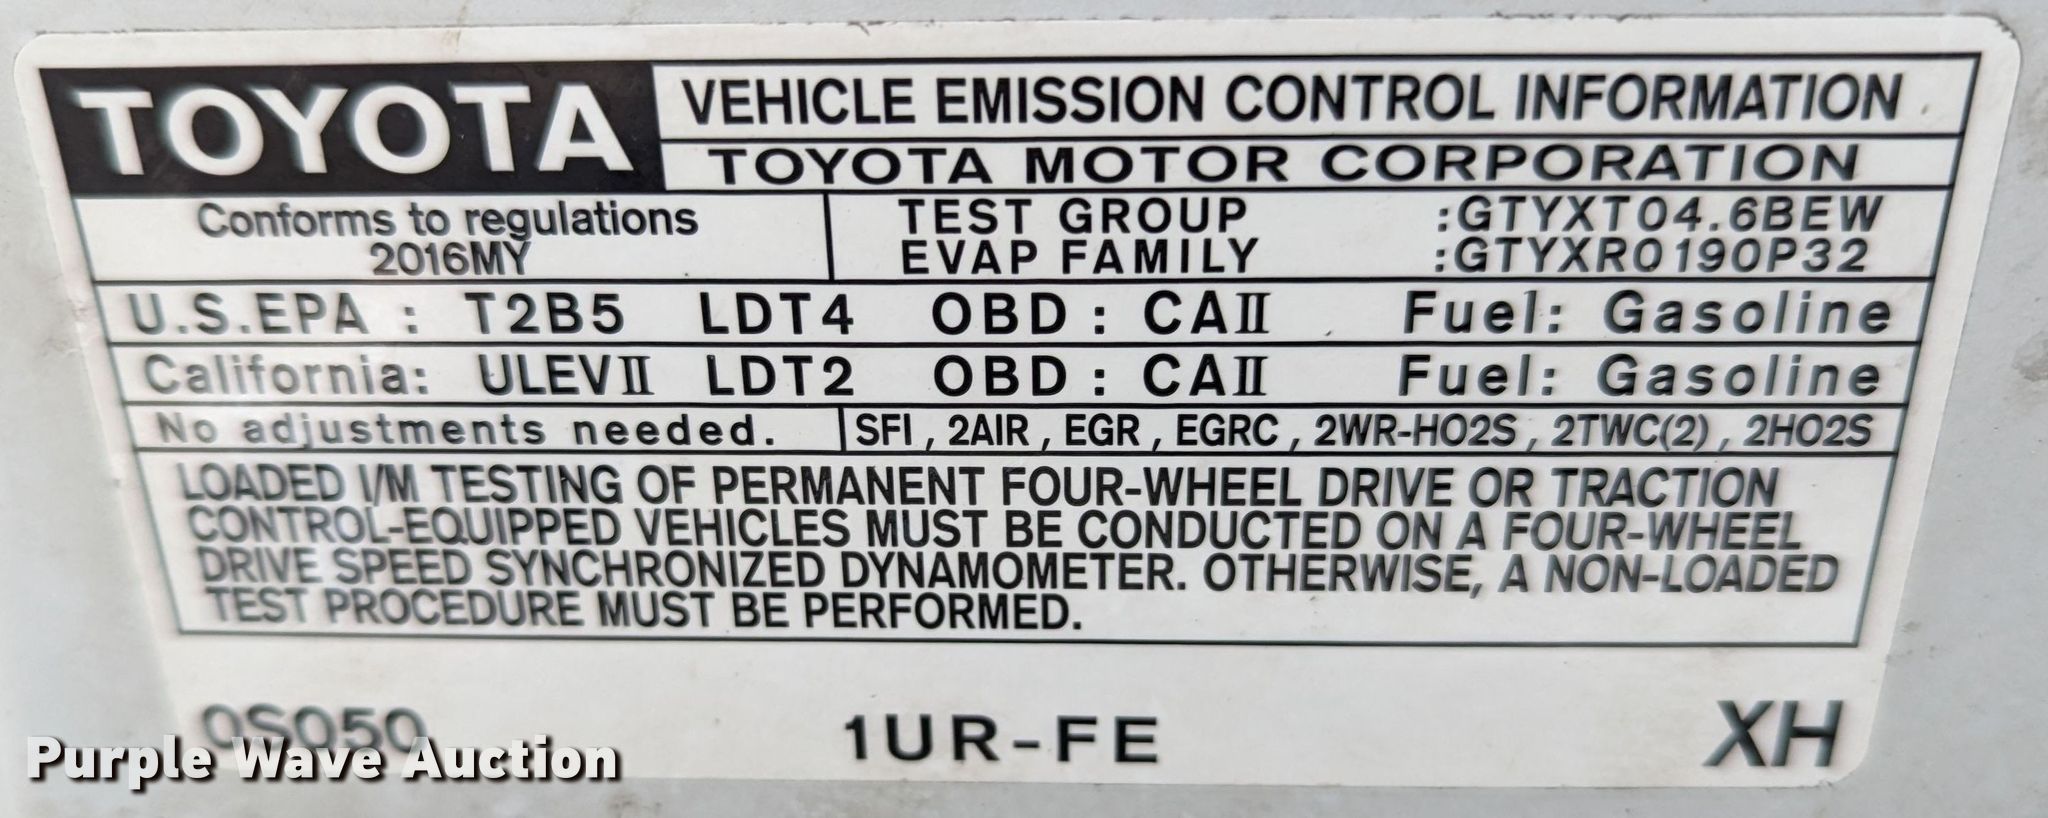 TOYOTA
VEHICLE EMISSION CONTROL INFORMATION
TOYOTA MOTOR CORPORATION
Conforms to regulations
2016MY
TEST GROUP :GTYXT04.6BEW
EVAP FAMILY :GTYXR0190P32
U.S.EPA : T2B5 LDT4 OBD : CAII Fuel: Gasoline
California: ULEVII LDT2 OBD : CAII Fuel: Gasoline
No adjustments needed. SFI , 2AIR , EGR , EGRC , 2WR-HO2S , 2TWC(2) , 2HO2S
LOADED I/M TESTING OF PERMANENT FOUR-WHEEL DRIVE OR TRACTION
CONTROL-EQUIPPED VEHICLES MUST BE CONDUCTED ON A FOUR-WHEEL
DRIVE SPEED SYNCHRONIZED DYNAMOMETER. OTHERWISE, A NON-LOADED
TEST PROCEDURE MUST BE PERFORMED.
0S050 1UR-FE XH
Purple Wave Auction